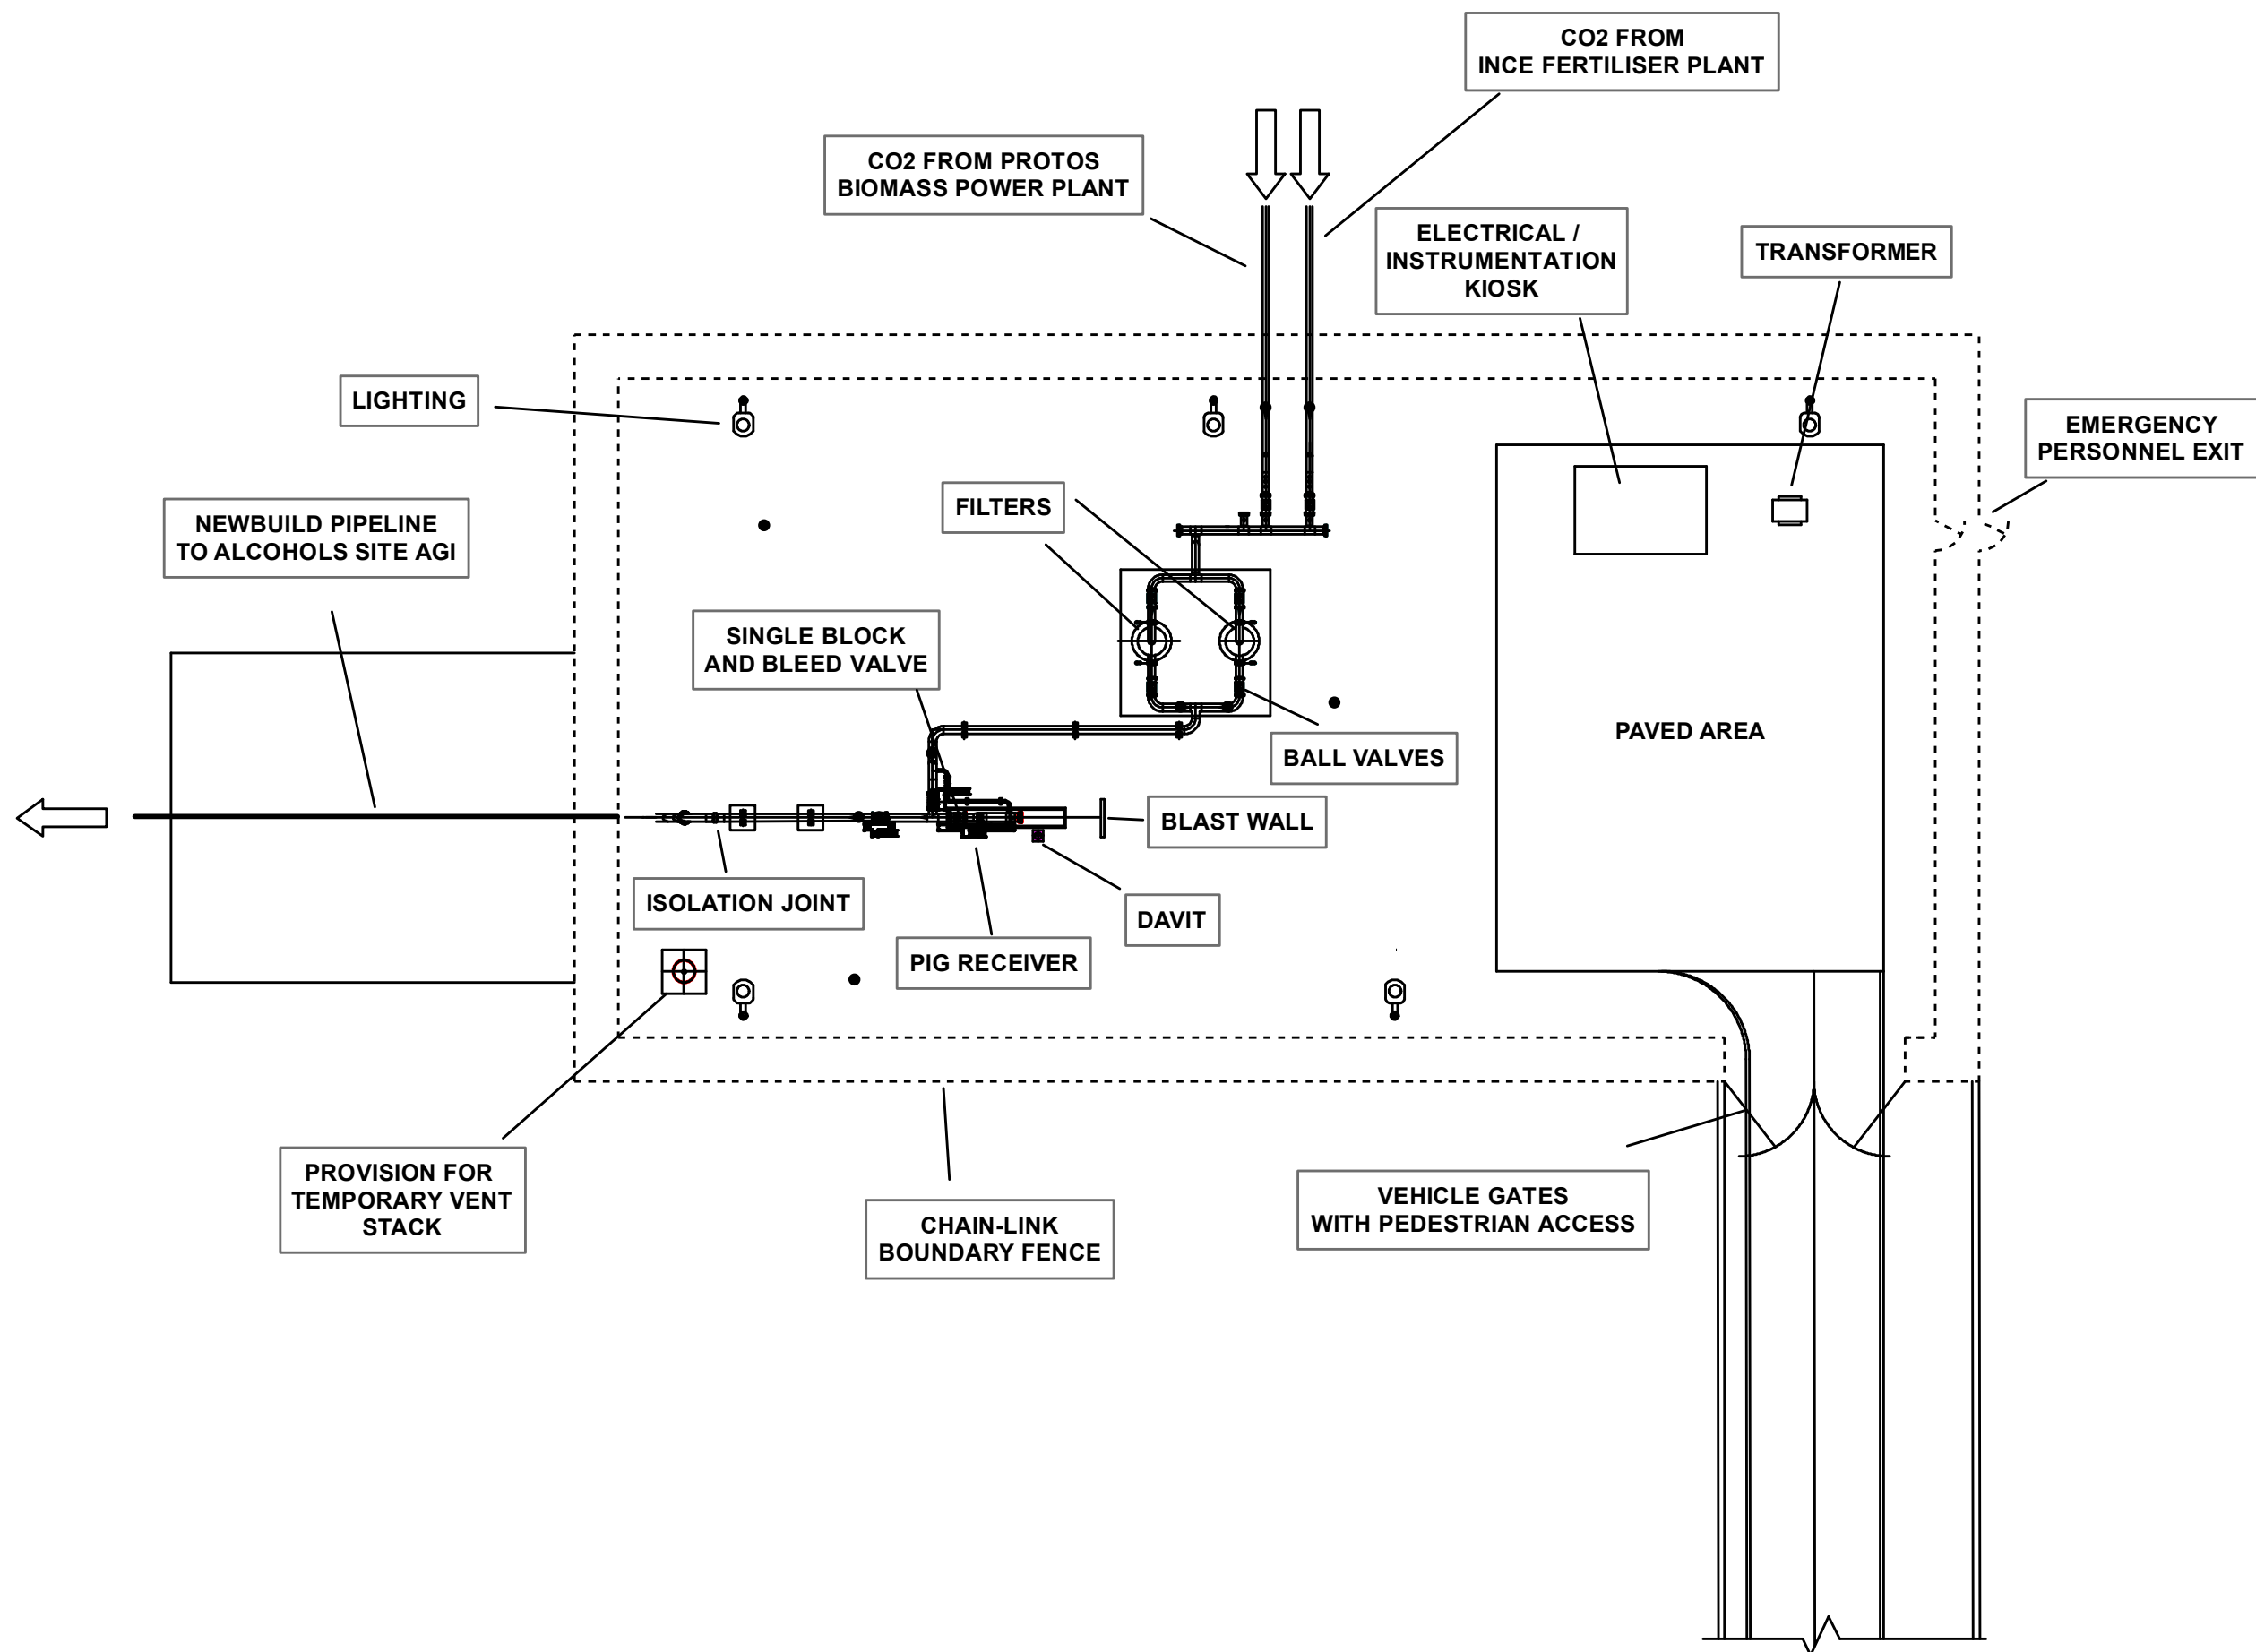 CO2 FROM
INCE FERTILISER PLANT
CO2 FROM PROTOS
BIOMASS POWER PLANT
ELECTRICAL /
INSTRUMENTATION
KIOSK
TRANSFORMER
LIGHTING
EMERGENCY
PERSONNEL EXIT
NEWBUILD PIPELINE
TO ALCOHOLS SITE AGI
FILTERS
SINGLE BLOCK
AND BLEED VALVE
PAVED AREA
BALL VALVES
BLAST WALL
ISOLATION JOINT
DAVIT
PIG RECEIVER
PROVISION FOR
TEMPORARY VENT
STACK
CHAIN-LINK
BOUNDARY FENCE
VEHICLE GATES
WITH PEDESTRIAN ACCESS